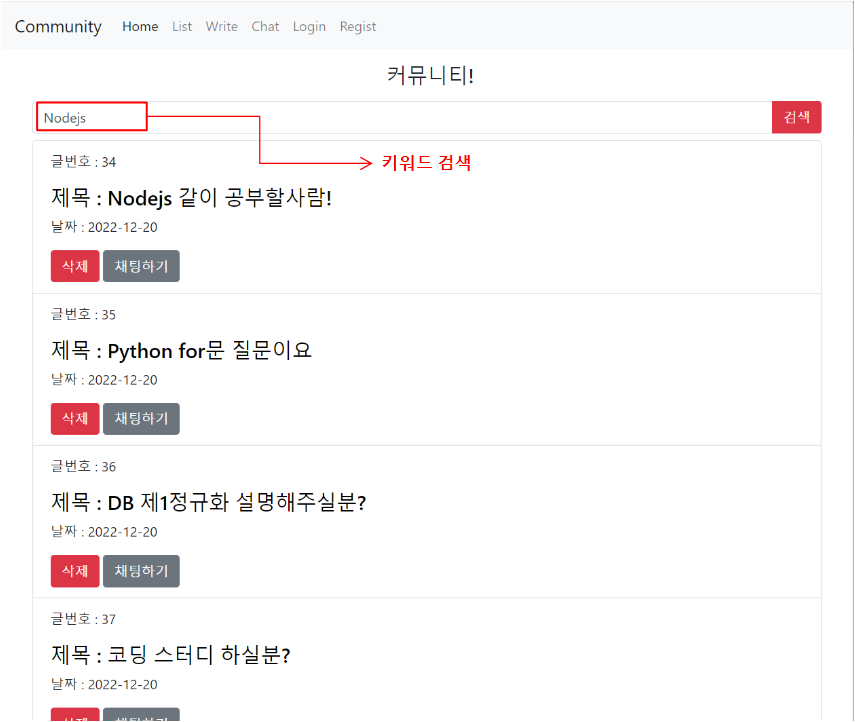 Community Home List Write Chat Login Regist
커뮤니티!
Nodejs 검색
키워드 검색
글번호 : 34
제목 : Nodejs 같이 공부할사람!
날짜 : 2022-12-20
삭제 채팅하기
글번호 : 35
제목 : Python for문 질문이요
날짜 : 2022-12-20
삭제 채팅하기
글번호 : 36
제목 : DB 제1정규화 설명해주실분?
날짜 : 2022-12-20
삭제 채팅하기
글번호 : 37
제목 : 코딩 스터디 하실분?
날짜 : 2022-12-20
삭제 채팅하기